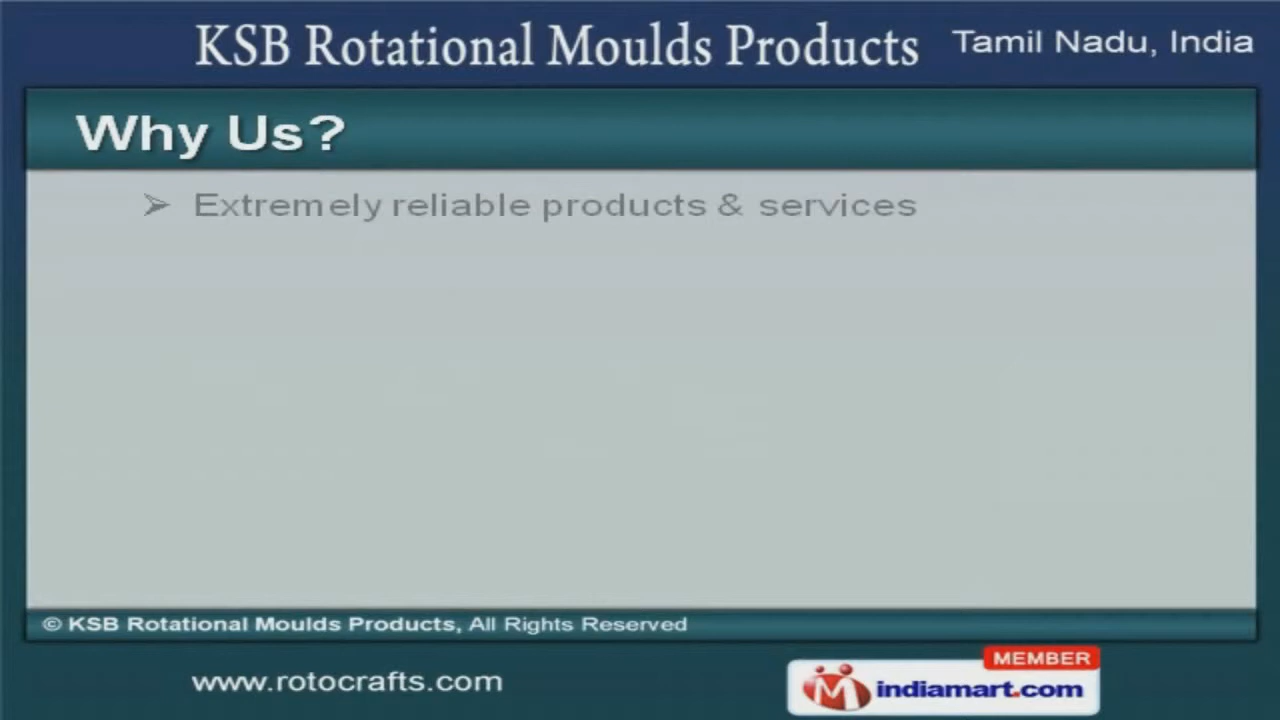 KSB Rotational Moulds Products
Tamil Nadu, India
Why Us?
➢ Extremely reliable products & services
© KSB Rotational Moulds Products, All Rights Reserved
www.rotocrafts.com
MEMBER
indiamart.com